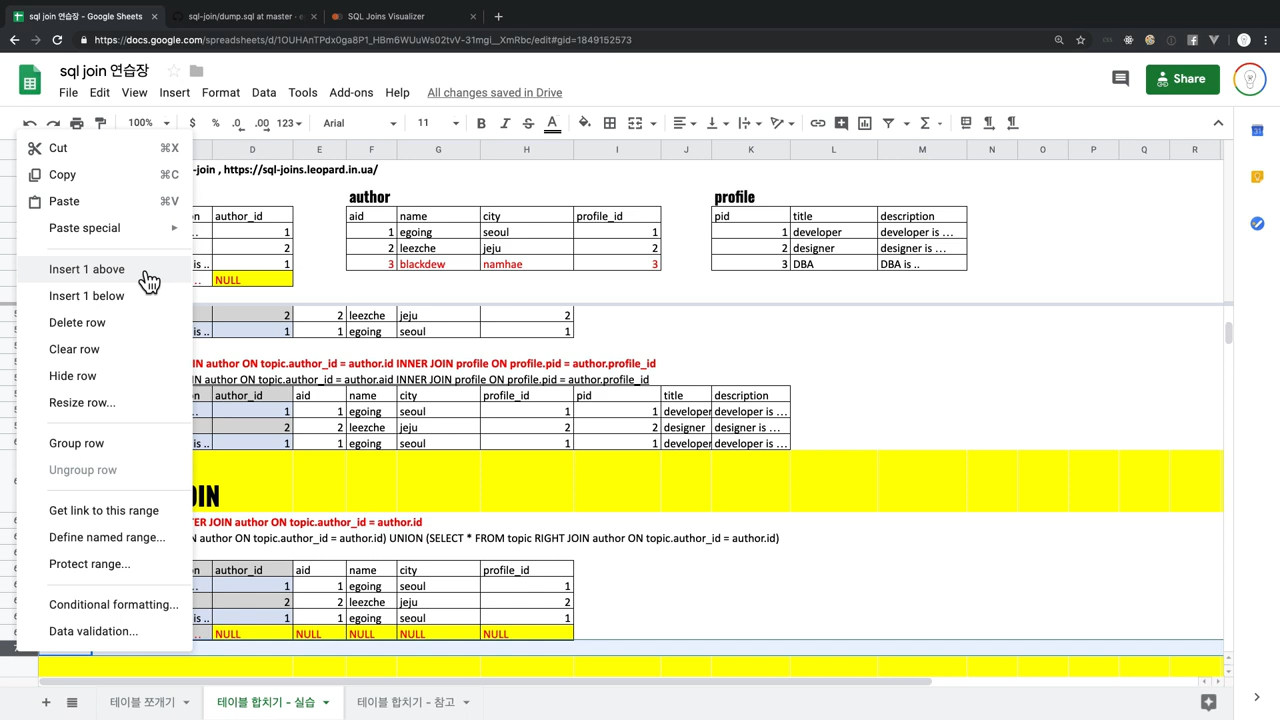 sql join 연습장 - Google Sheets
sql-join/dump.sql at master · e
SQL Joins Visualizer
https://docs.google.com/spreadsheets/d/1OUHAnTPdx0ga8P1_HBm6WUuWs02tvV-31mgi_XmRbc/edit#gid=1849152573
sql join 연습장
File Edit View Insert Format Data Tools Add-ons Help All changes saved in Drive
Share
100% $ % .0 .00 123 Arial 11 B I S A
D E F G H I J K L M N O P Q R
-join , https://sql-joins.leopard.in.ua/
author profile
on author_id aid name city profile_id pid title description
.. 1 1 egoing seoul 1 1 developer developer is …
2 2 leezche jeju 2 2 designer designer is …
is .. 1 3 blackdew namhae 3 3 DBA DBA is ..
.. NULL
2 2 leezche jeju 2
is .. 1 1 egoing seoul 1
IN author ON topic.author_id = author.id INNER JOIN profile ON profile.pid = author.profile_id
IN author ON topic.author_id = author.aid INNER JOIN profile ON profile.pid = author.profile_id
on author_id aid name city profile_id pid title description
.. 1 1 egoing seoul 1 1 developer developer is …
2 2 leezche jeju 2 2 designer designer is …
is .. 1 1 egoing seoul 1 1 developer developer is …
OIN
TER JOIN author ON topic.author_id = author.id
N author ON topic.author_id = author.id) UNION (SELECT * FROM topic RIGHT JOIN author ON topic.author_id = author.id)
on author_id aid name city profile_id
.. 1 1 egoing seoul 1
2 2 leezche jeju 2
is .. 1 1 egoing seoul 1
.. NULL NULL NULL NULL NULL
Cut ⌘X
Copy ⌘C
Paste ⌘V
Paste special
Insert 1 above
Insert 1 below
Delete row
Clear row
Hide row
Resize row...
Group row
Ungroup row
Get link to this range
Define named range...
Protect range...
Conditional formatting...
Data validation...
테이블 쪼개기 테이블 합치기 - 실습 테이블 합치기 - 참고